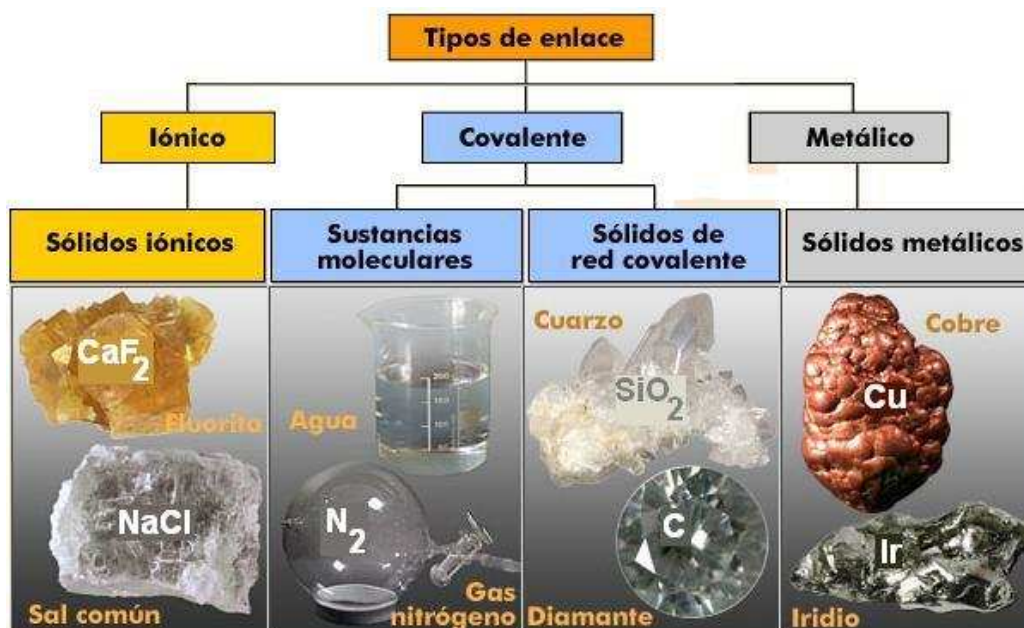 Tipos de enlace
Iónico
Covalente
Metálico
Sólidos iónicos
Sustancias
moleculares
Sólidos de
red covalente
Sólidos metálicos
CaF2
Fluorita
NaCl
Sal común
Agua
N2
Gas
nitrógeno
Cuarzo
SiO2
C
Diamante
Cobre
Cu
Ir
Iridio